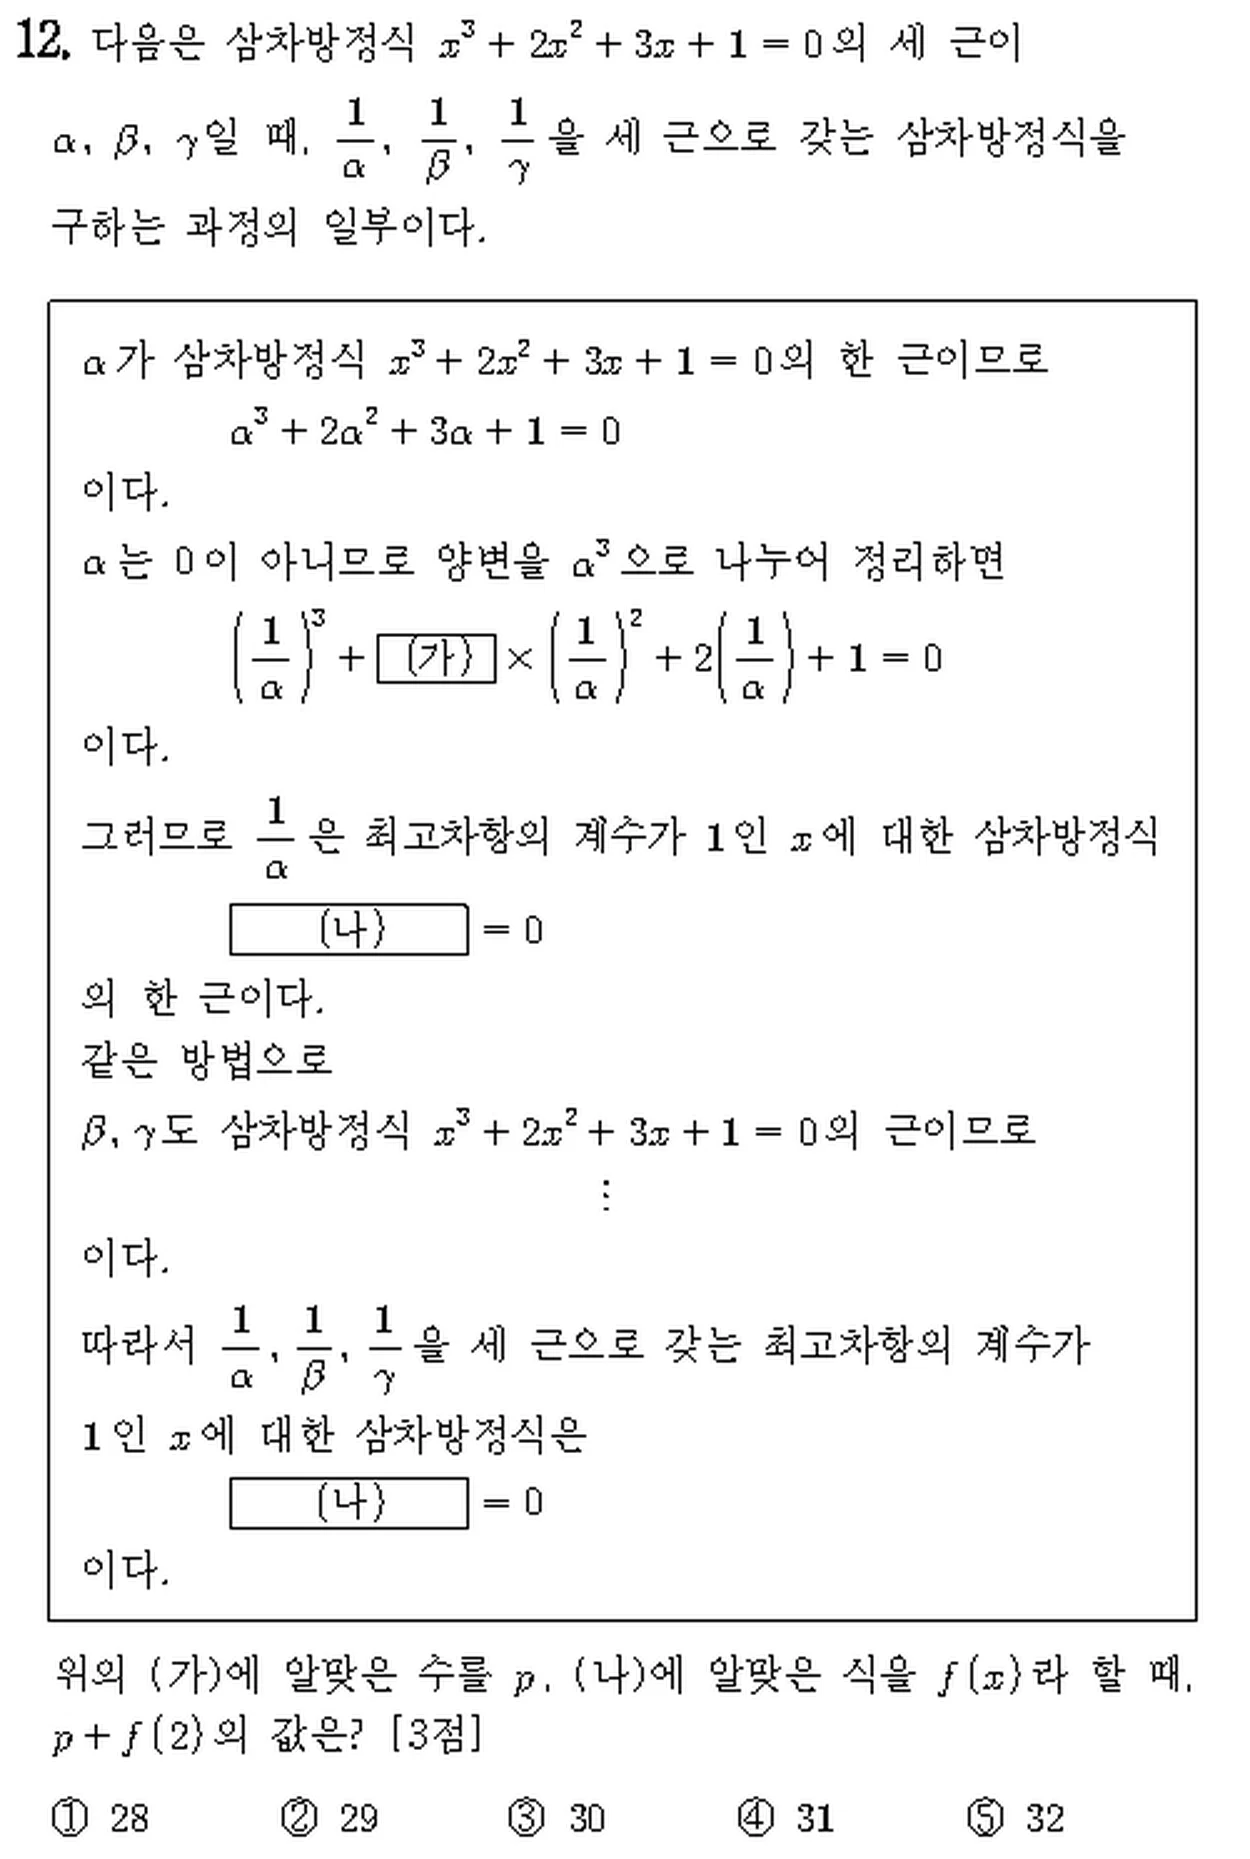 12. 다음은 삼차방정식 x³ + 2x² + 3x + 1 = 0의 세 근이
α, β, γ일 때, 1/α, 1/β, 1/γ을 세 근으로 갖는 삼차방정식을
구하는 과정의 일부이다.
α가 삼차방정식 x³ + 2x² + 3x + 1 = 0의 한 근이므로
α³ + 2α² + 3α + 1 = 0
이다.
α는 0이 아니므로 양변을 α³으로 나누어 정리하면
(1/α)³ + (가) × (1/α)² + 2(1/α) + 1 = 0
이다.
그러므로 1/α은 최고차항의 계수가 1인 x에 대한 삼차방정식
(나) = 0
의 한 근이다.
같은 방법으로
β, γ도 삼차방정식 x³ + 2x² + 3x + 1 = 0의 근이므로
⋮
이다.
따라서 1/α, 1/β, 1/γ을 세 근으로 갖는 최고차항의 계수가
1인 x에 대한 삼차방정식은
(나) = 0
이다.
위의 (가)에 알맞은 수를 p, (나)에 알맞은 식을 f(x)라 할 때,
p + f(2)의 값은? [3점]
① 28 ② 29 ③ 30 ④ 31 ⑤ 32